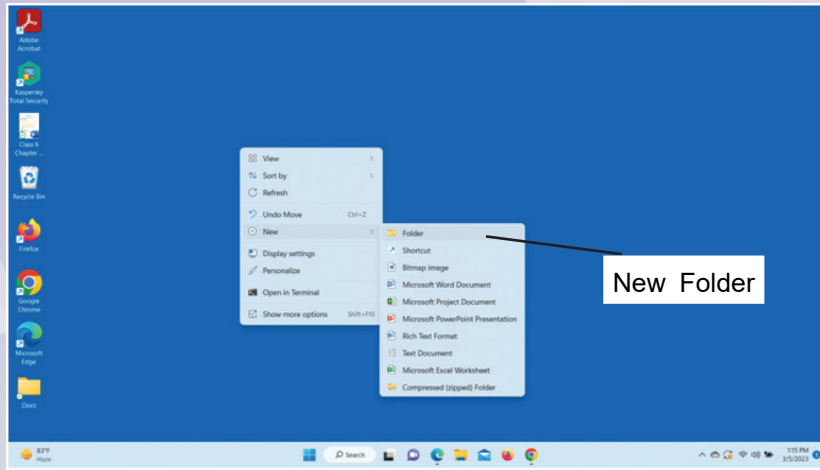 Adobe
Acrobat
Kaspersky
Total Security
Class 6
Chapter ...
Recycle Bin
Firefox
Google
Chrome
Microsoft
Edge
Docs
View
Sort by
Refresh
Undo Move Ctrl+Z
New
Display settings
Personalize
Open in Terminal
Show more options Shift+F10
Folder
Shortcut
Bitmap image
Microsoft Word Document
Microsoft Project Document
Microsoft PowerPoint Presentation
Rich Text Format
Text Document
Microsoft Excel Worksheet
Compressed (zipped) Folder
New Folder
83°F
Haze
Search
1:15 PM
3/5/2023